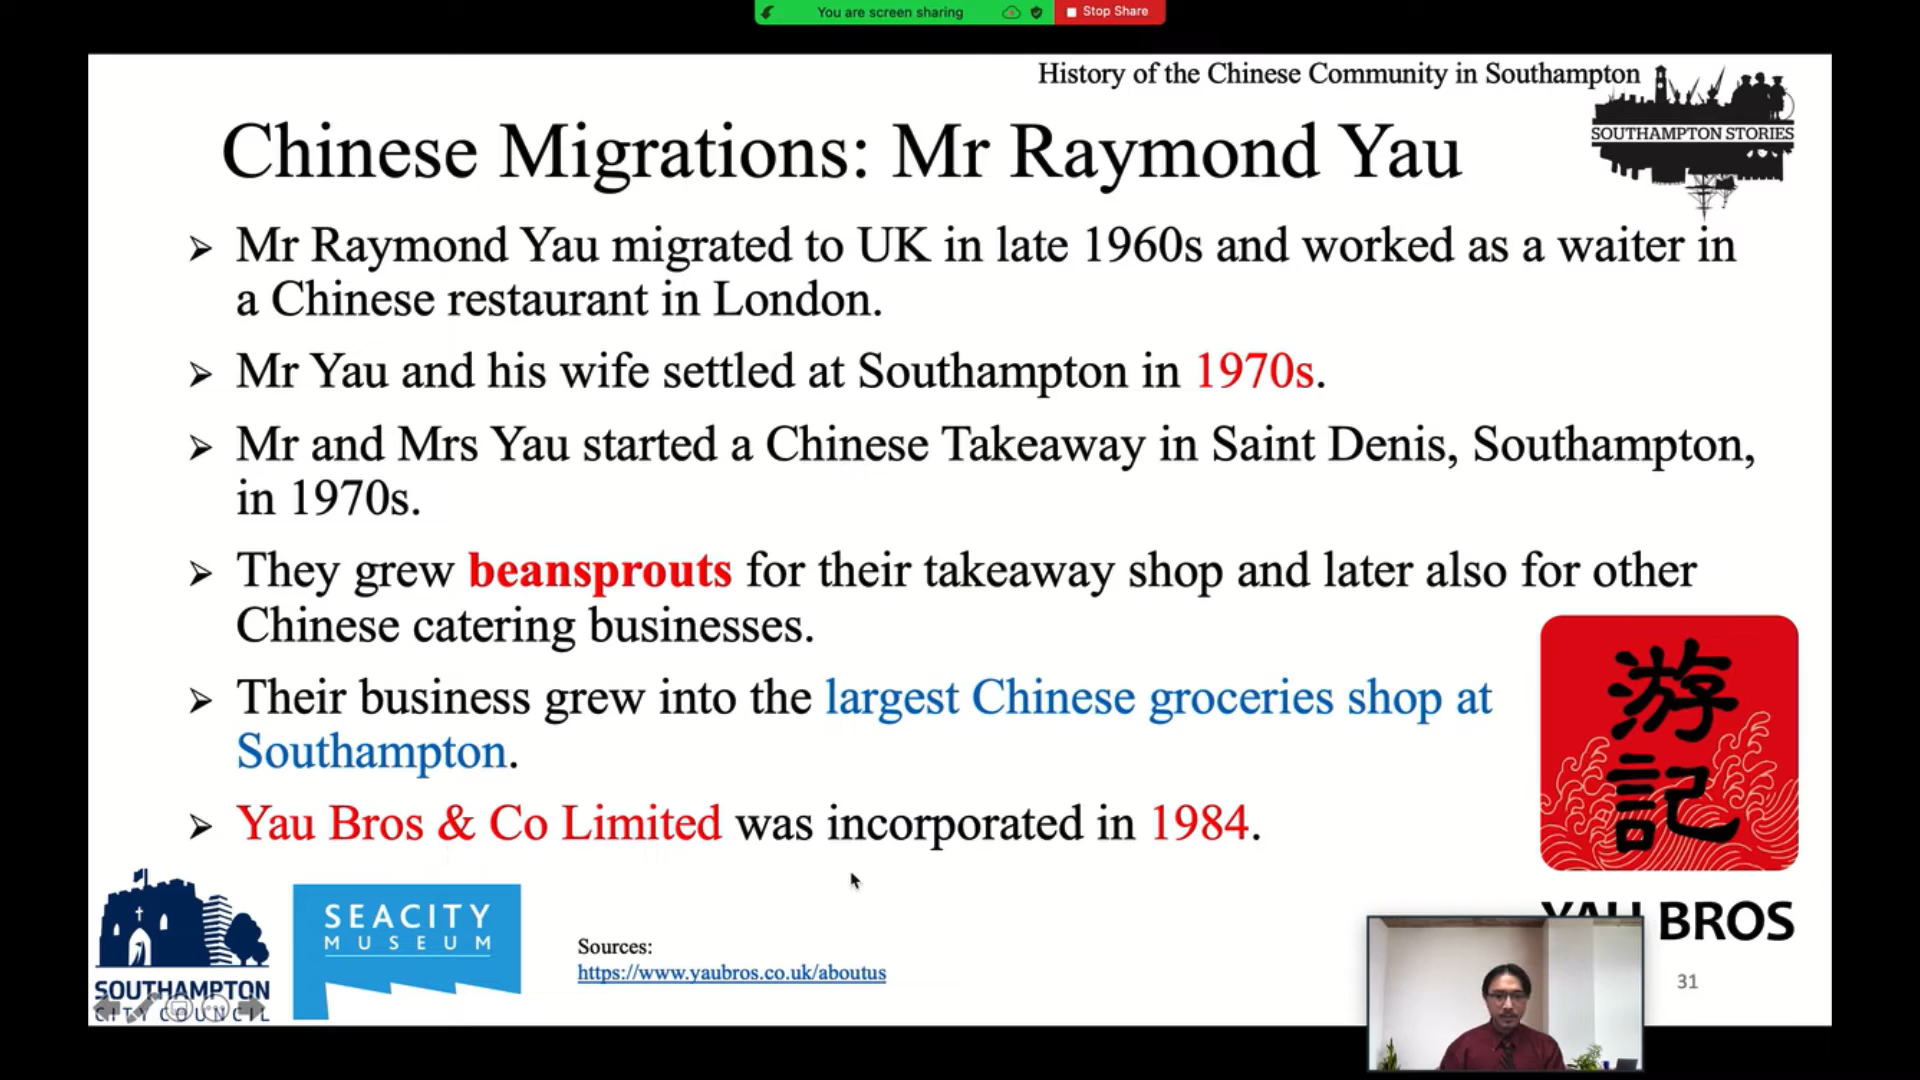 You are screen sharing
Stop Share
History of the Chinese Community in Southampton
SOUTHAMPTON STORIES
Chinese Migrations: Mr Raymond Yau
➢ Mr Raymond Yau migrated to UK in late 1960s and worked as a waiter in
a Chinese restaurant in London.
➢ Mr Yau and his wife settled at Southampton in 1970s.
➢ Mr and Mrs Yau started a Chinese Takeaway in Saint Denis, Southampton,
in 1970s.
➢ They grew beansprouts for their takeaway shop and later also for other
Chinese catering businesses.
➢ Their business grew into the largest Chinese groceries shop at
Southampton.
➢ Yau Bros & Co Limited was incorporated in 1984.
游
記
YAU BROS
SOUTHAMPTON
CITY COUNCIL
SEACITY
MUSEUM
Sources:
https://www.yaubros.co.uk/aboutus
31